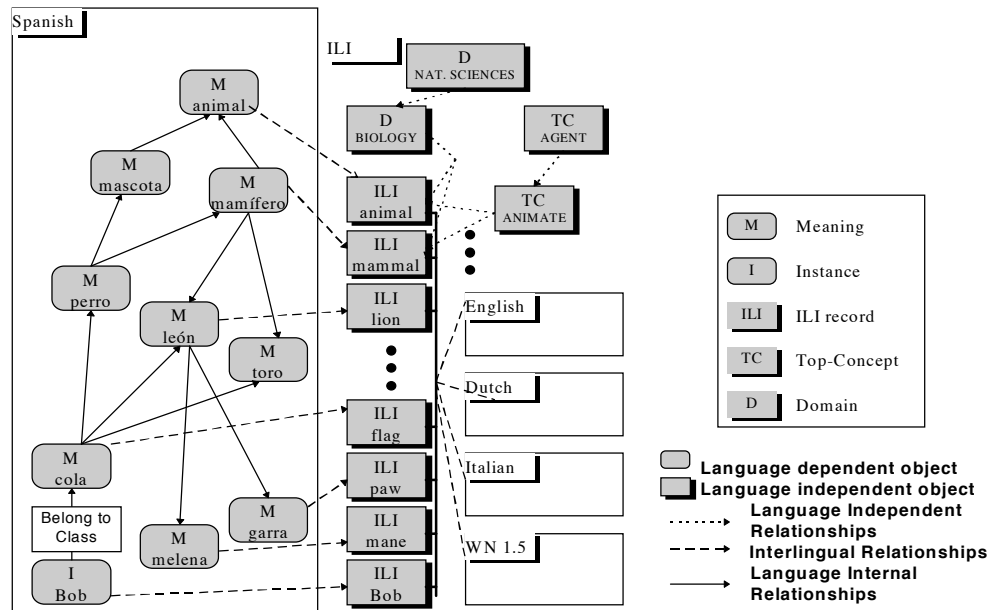 Spanish
M
animal
M
mascota
M
mamífero
M
perro
M
león
M
toro
M
cola
Belong to
Class
M
garra
M
melena
I
Bob
ILI
D
NAT. SCIENCES
D
BIOLOGY
TC
AGENT
ILI
animal
TC
ANIMATE
ILI
mammal
ILI
lion
ILI
flag
ILI
paw
ILI
mane
ILI
Bob
English
Dutch
Italian
WN 1.5
M Meaning
I Instance
ILI ILI record
TC Top-Concept
D Domain
Language dependent object
Language independent object
Language Independent
Relationships
Interlingual Relationships
Language Internal
Relationships